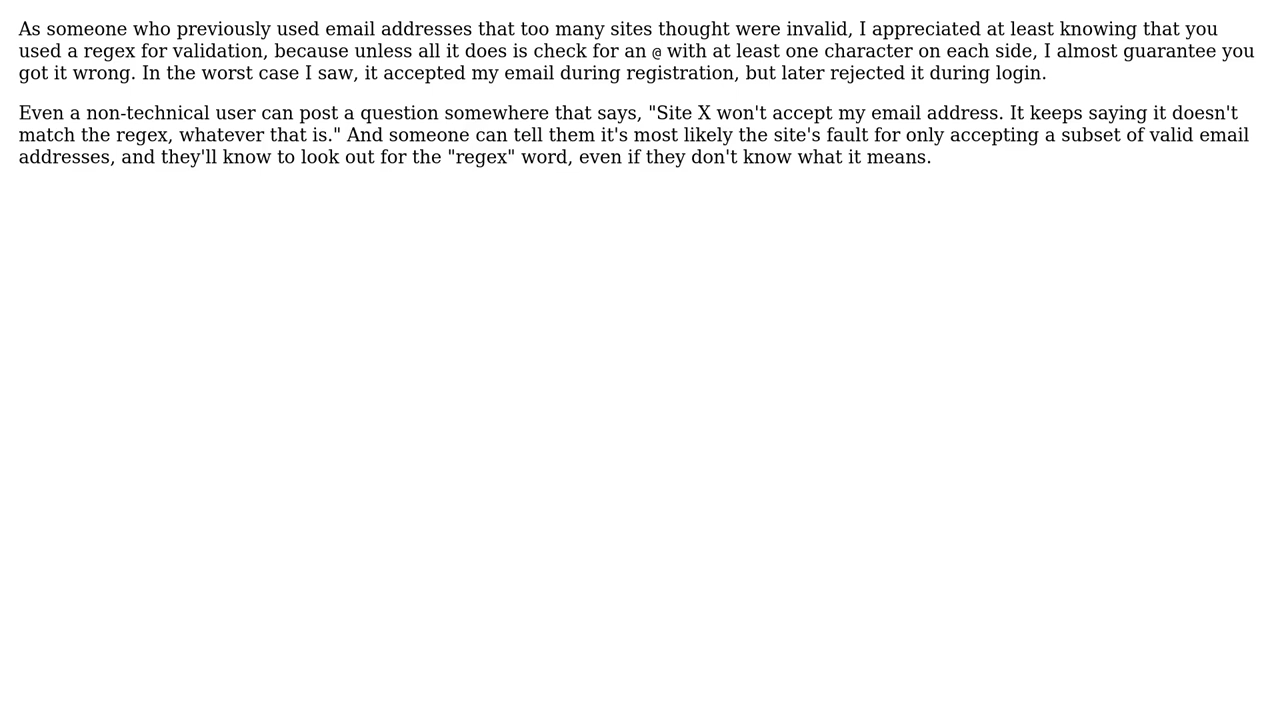 As someone who previously used email addresses that too many sites thought were invalid, I appreciated at least knowing that you
used a regex for validation, because unless all it does is check for an @ with at least one character on each side, I almost guarantee you
got it wrong. In the worst case I saw, it accepted my email during registration, but later rejected it during login.
Even a non-technical user can post a question somewhere that says, "Site X won't accept my email address. It keeps saying it doesn't
match the regex, whatever that is." And someone can tell them it's most likely the site's fault for only accepting a subset of valid email
addresses, and they'll know to look out for the "regex" word, even if they don't know what it means.